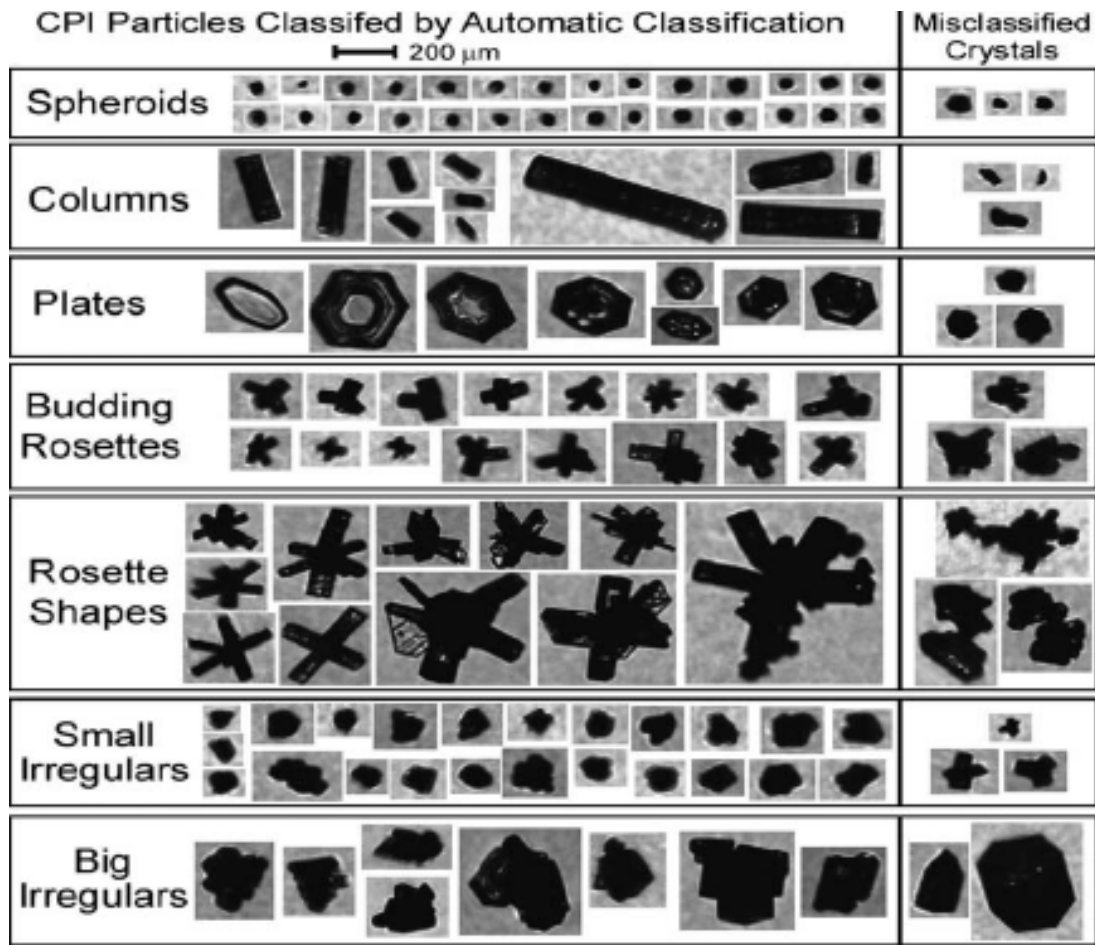 CPI Particles Classifed by Automatic Classification
200 μm
Misclassified
Crystals
Spheroids
Columns
Plates
Budding
Rosettes
Rosette
Shapes
Small
Irregulars
Big
Irregulars